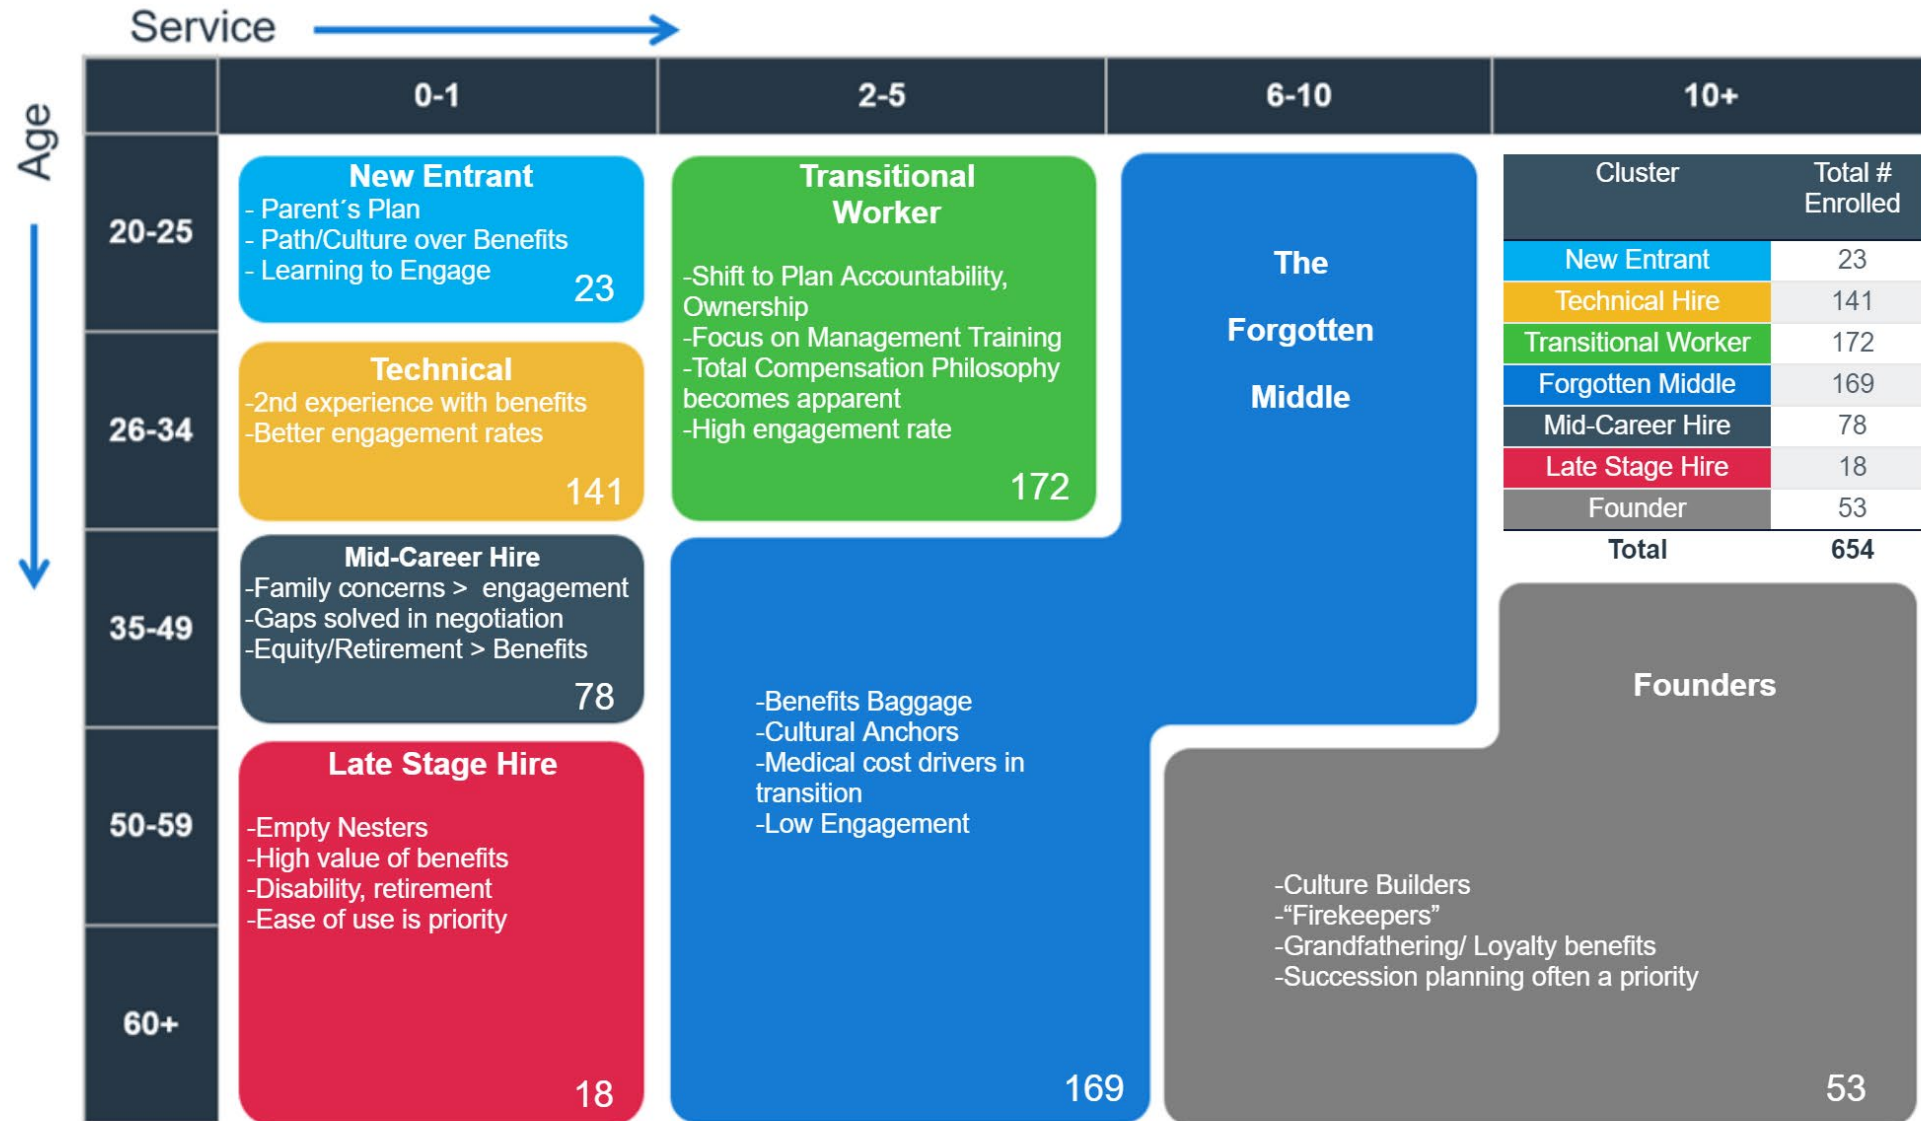 Service
Age
0-1
2-5
6-10
10+
20-25
26-34
35-49
50-59
60+
New Entrant
- Parent´s Plan
- Path/Culture over Benefits
- Learning to Engage
23
Technical
-2nd experience with benefits
-Better engagement rates
141
Mid-Career Hire
-Family concerns > engagement
-Gaps solved in negotiation
-Equity/Retirement > Benefits
78
Late Stage Hire
-Empty Nesters
-High value of benefits
-Disability, retirement
-Ease of use is priority
18
Transitional
Worker
-Shift to Plan Accountability,
Ownership
-Focus on Management Training
-Total Compensation Philosophy
becomes apparent
-High engagement rate
172
The
Forgotten
Middle
-Benefits Baggage
-Cultural Anchors
-Medical cost drivers in
transition
-Low Engagement
169
Cluster Total #
Enrolled
New Entrant 23
Technical Hire 141
Transitional Worker 172
Forgotten Middle 169
Mid-Career Hire 78
Late Stage Hire 18
Founder 53
Total 654
Founders
-Culture Builders
-“Firekeepers”
-Grandfathering/ Loyalty benefits
-Succession planning often a priority
53